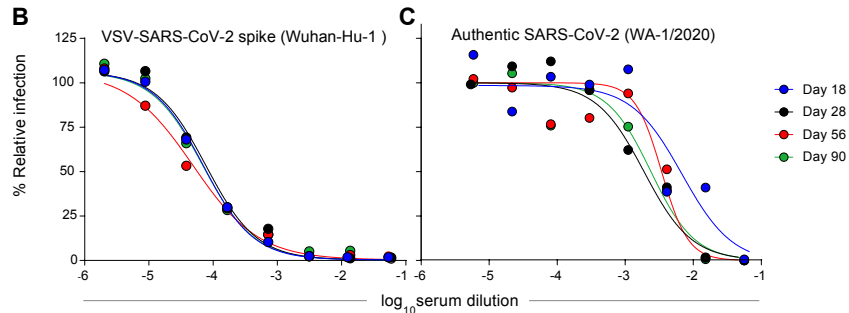 B
VSV-SARS-CoV-2 spike (Wuhan-Hu-1 )
C
Authentic SARS-CoV-2 (WA-1/2020)
% Relative infection
125
100
75
50
25
0
-6 -5 -4 -3 -2 -1
-6 -5 -4 -3 -2 -1
log10serum dilution
Day 18
Day 28
Day 56
Day 90